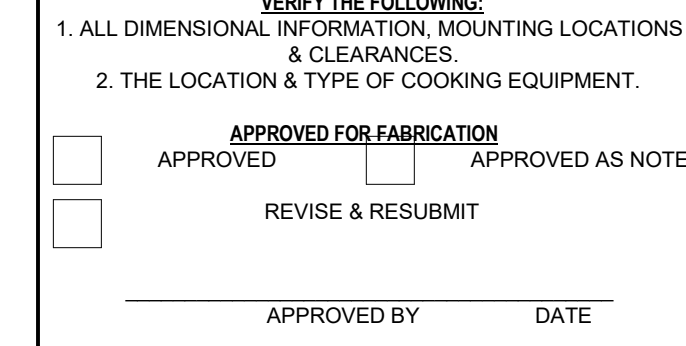 VERIFY THE FOLLOWING:
1. ALL DIMENSIONAL INFORMATION, MOUNTING LOCATIONS
& CLEARANCES.
2. THE LOCATION & TYPE OF COOKING EQUIPMENT.
APPROVED FOR FABRICATION
APPROVED APPROVED AS NOTE
REVISE & RESUBMIT
APPROVED BY DATE